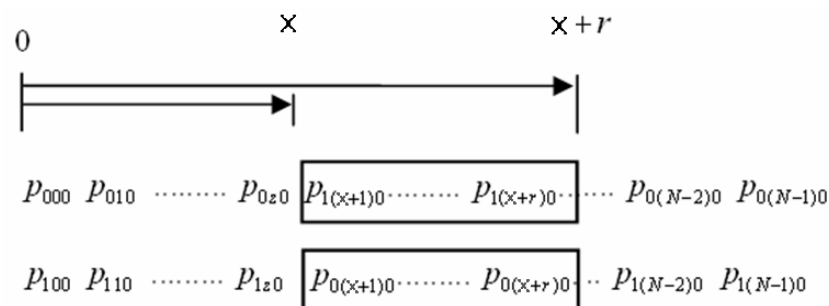 x x + r
0
p₀₀₀ p₀₁₀ ········ p₀z₀ p₁₍ₓ₊₁₎₀ ········ p₁₍ₓ₊ᵣ₎₀ ······ p₀₍N₋₂₎₀ p₀₍N₋₁₎₀
p₁₀₀ p₁₁₀ ········ p₁z₀ p₀₍ₓ₊₁₎₀ ········ p₀₍ₓ₊ᵣ₎₀ ·· p₁₍N₋₂₎₀ p₁₍N₋₁₎₀